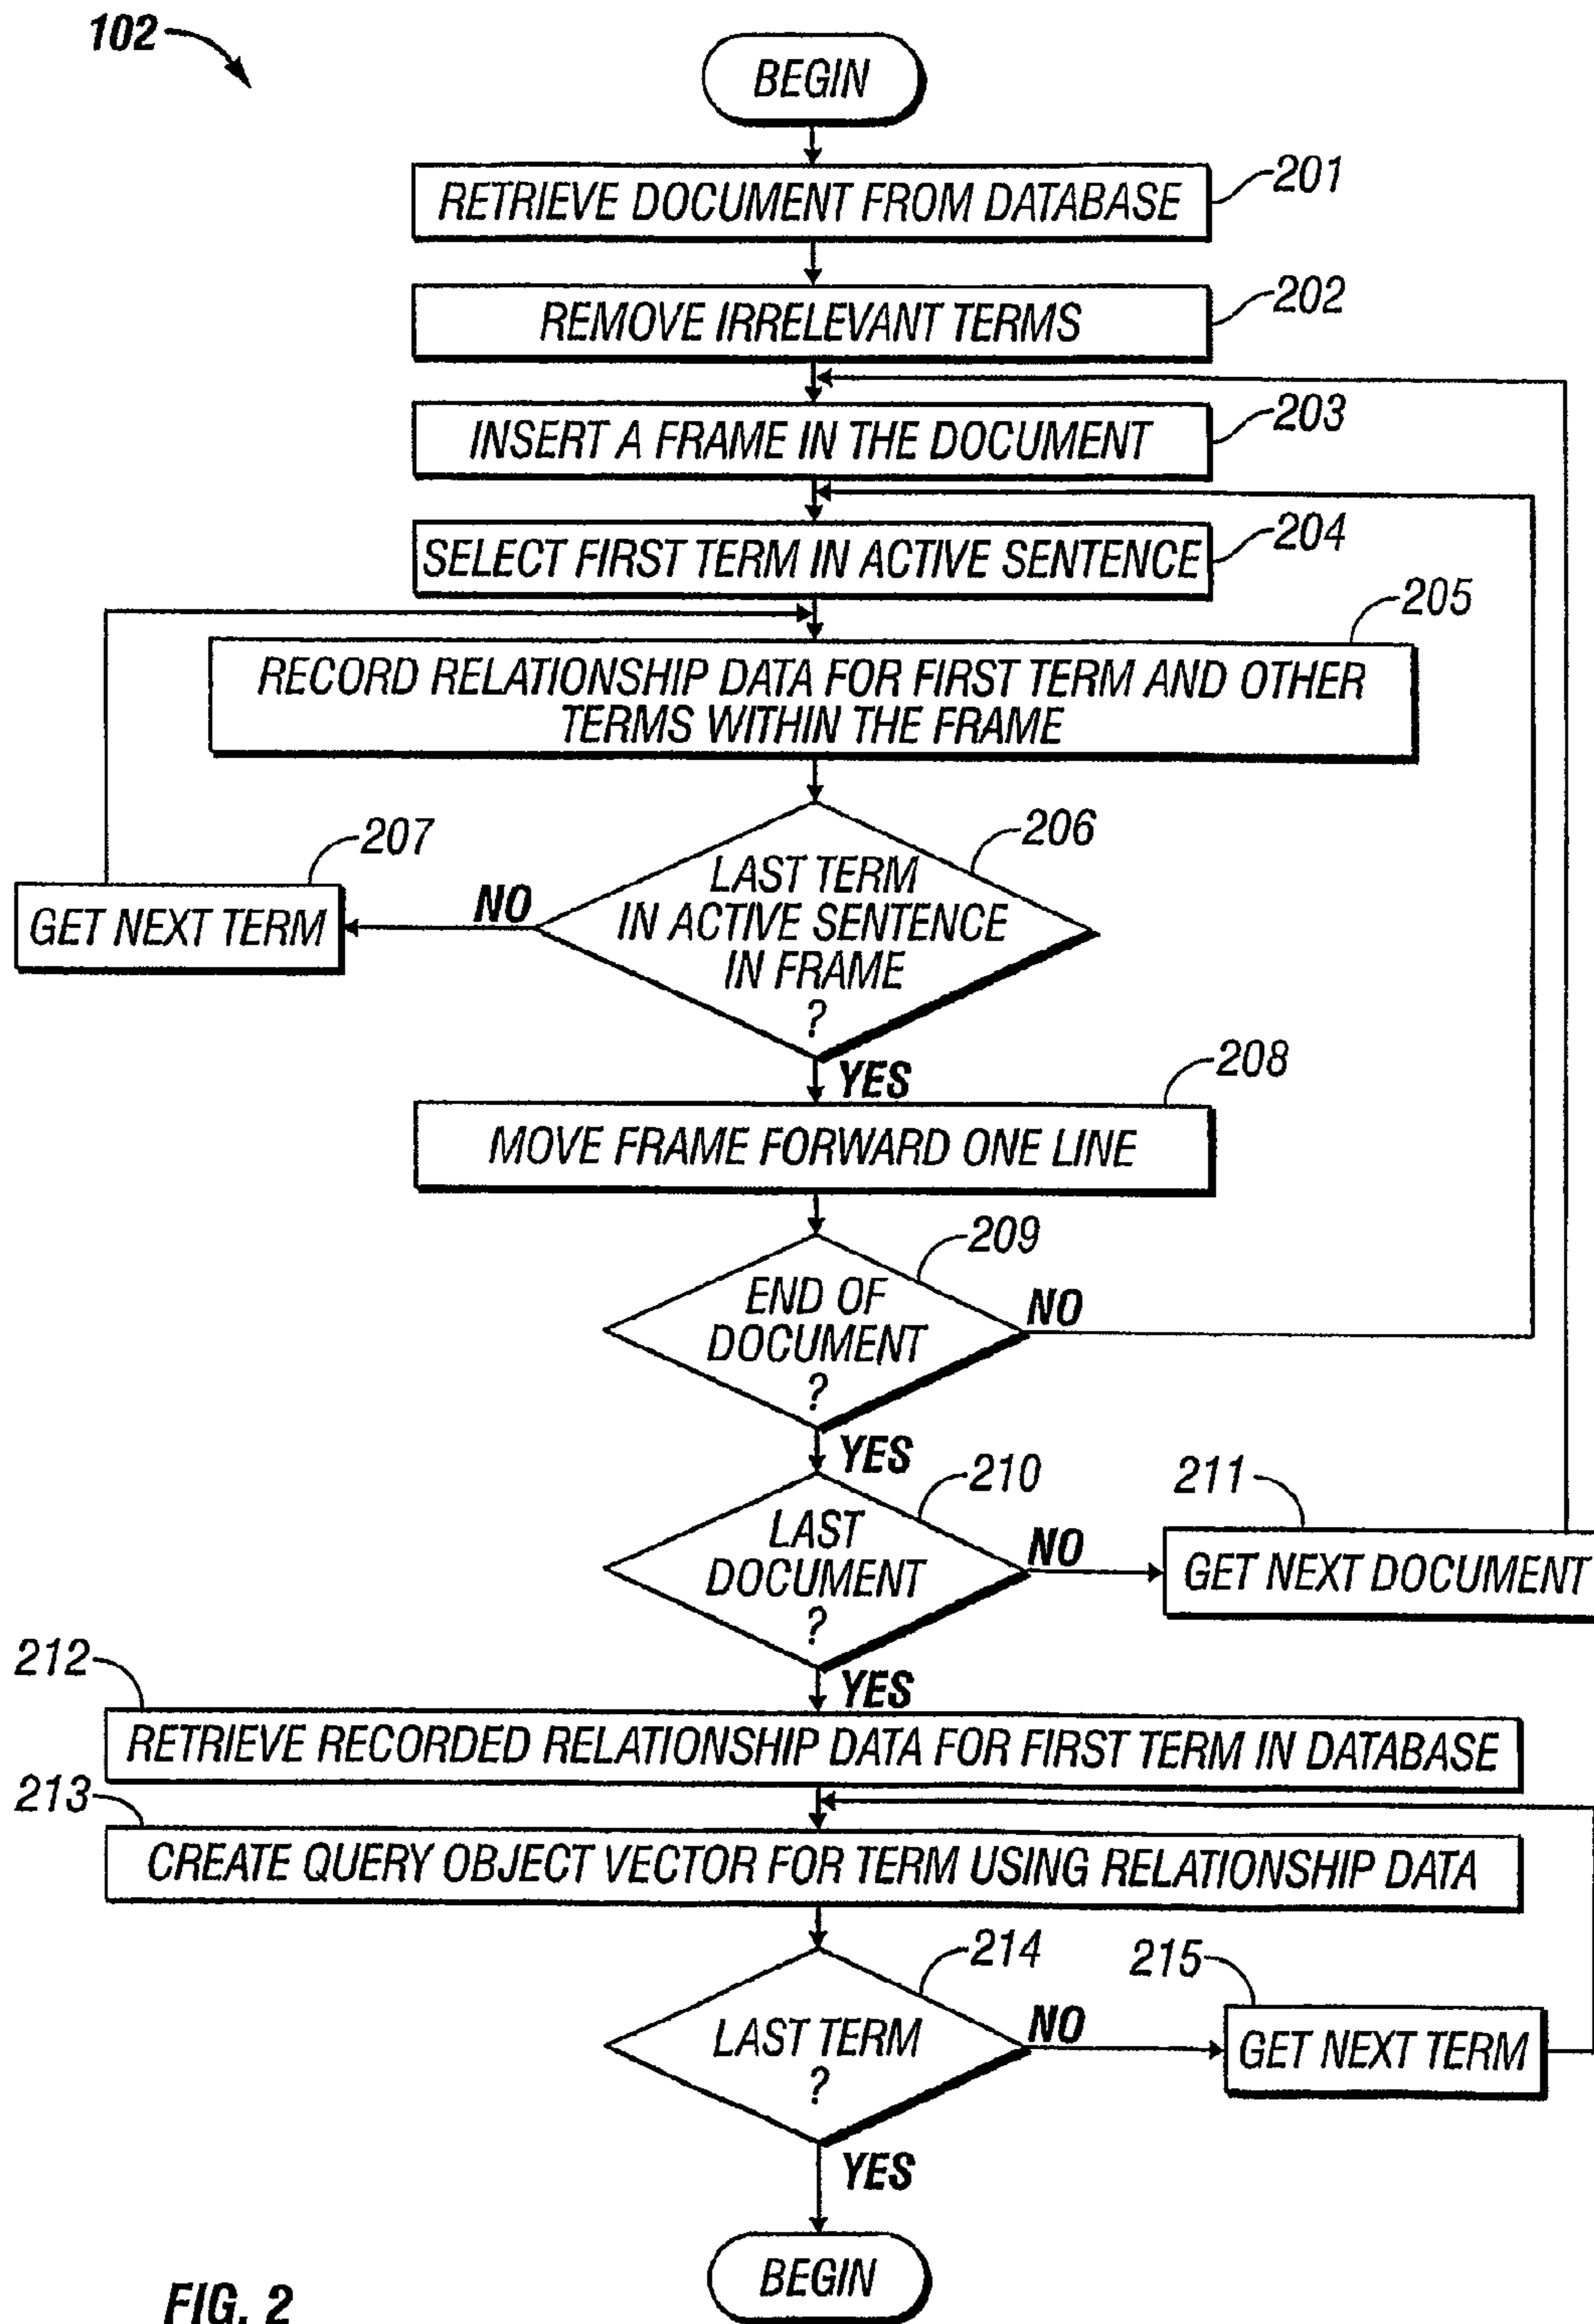 102
BEGIN
RETRIEVE DOCUMENT FROM DATABASE
201
REMOVE IRRELEVANT TERMS
202
INSERT A FRAME IN THE DOCUMENT
203
SELECT FIRST TERM IN ACTIVE SENTENCE
204
205
RECORD RELATIONSHIP DATA FOR FIRST TERM AND OTHER
TERMS WITHIN THE FRAME
206
LAST TERM
IN ACTIVE SENTENCE
IN FRAME
?
NO
207
GET NEXT TERM
YES
208
MOVE FRAME FORWARD ONE LINE
209
END OF
DOCUMENT
?
NO
YES
210
LAST
DOCUMENT
?
NO
211
GET NEXT DOCUMENT
YES
212
RETRIEVE RECORDED RELATIONSHIP DATA FOR FIRST TERM IN DATABASE
213
CREATE QUERY OBJECT VECTOR FOR TERM USING RELATIONSHIP DATA
214
LAST TERM
?
NO
215
GET NEXT TERM
YES
BEGIN
FIG. 2